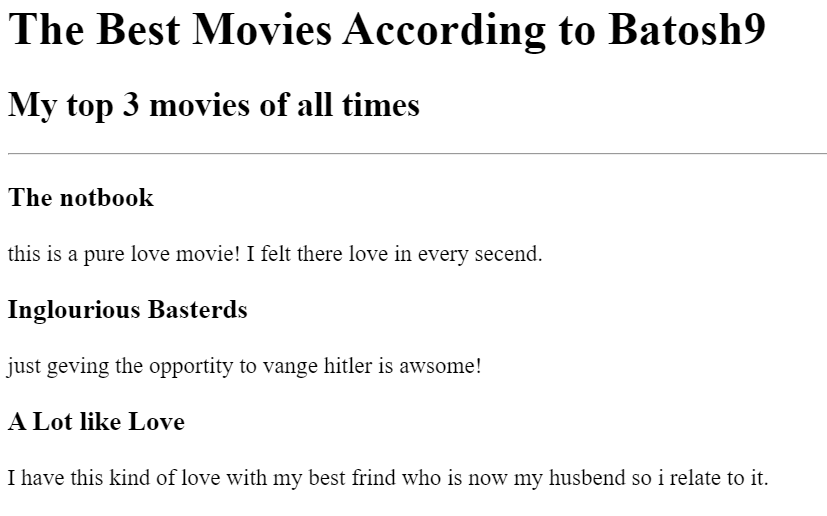 The Best Movies According to Batosh9
My top 3 movies of all times
The notbook
this is a pure love movie! I felt there love in every secend.
Inglourious Basterds
just geving the opportity to vange hitler is awsome!
A Lot like Love
I have this kind of love with my best frind who is now my husbend so i relate to it.